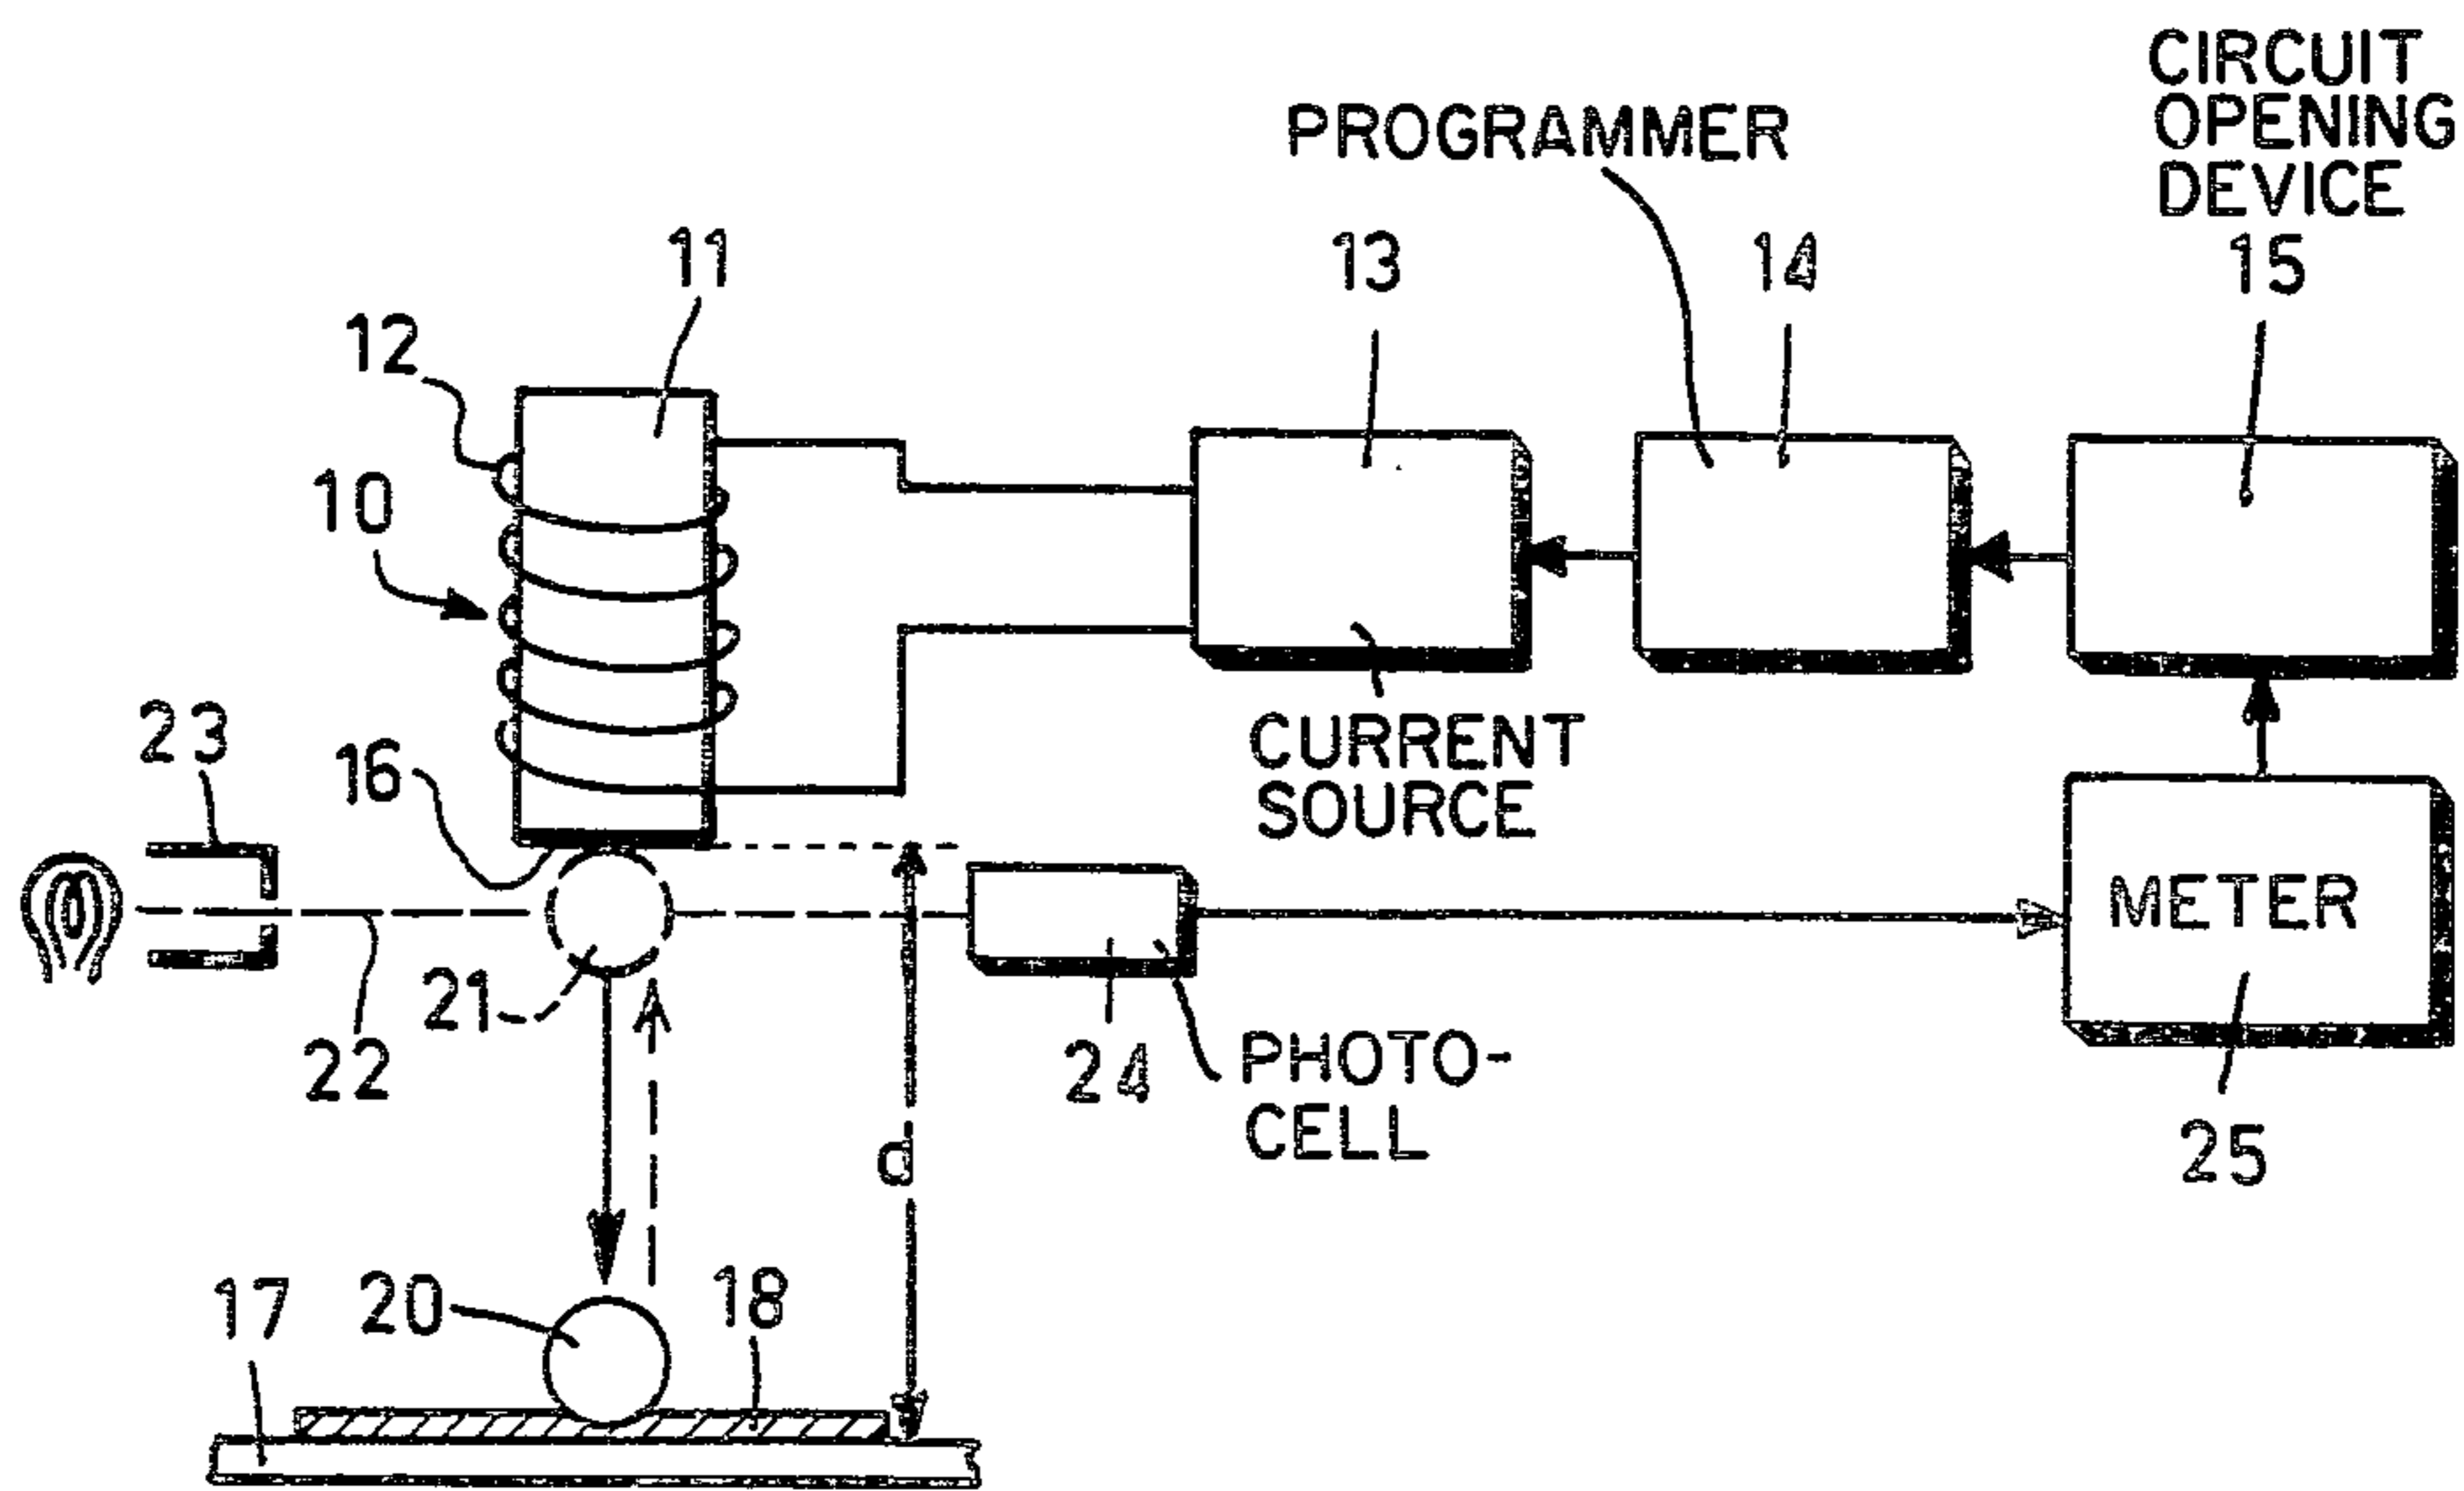 CIRCUIT
OPENING
DEVICE
PROGRAMMER
11
13
14
15
12
10
23
16
CURRENT
SOURCE
METER
21
22
24
PHOTO-
CELL
d
25
17
20
18